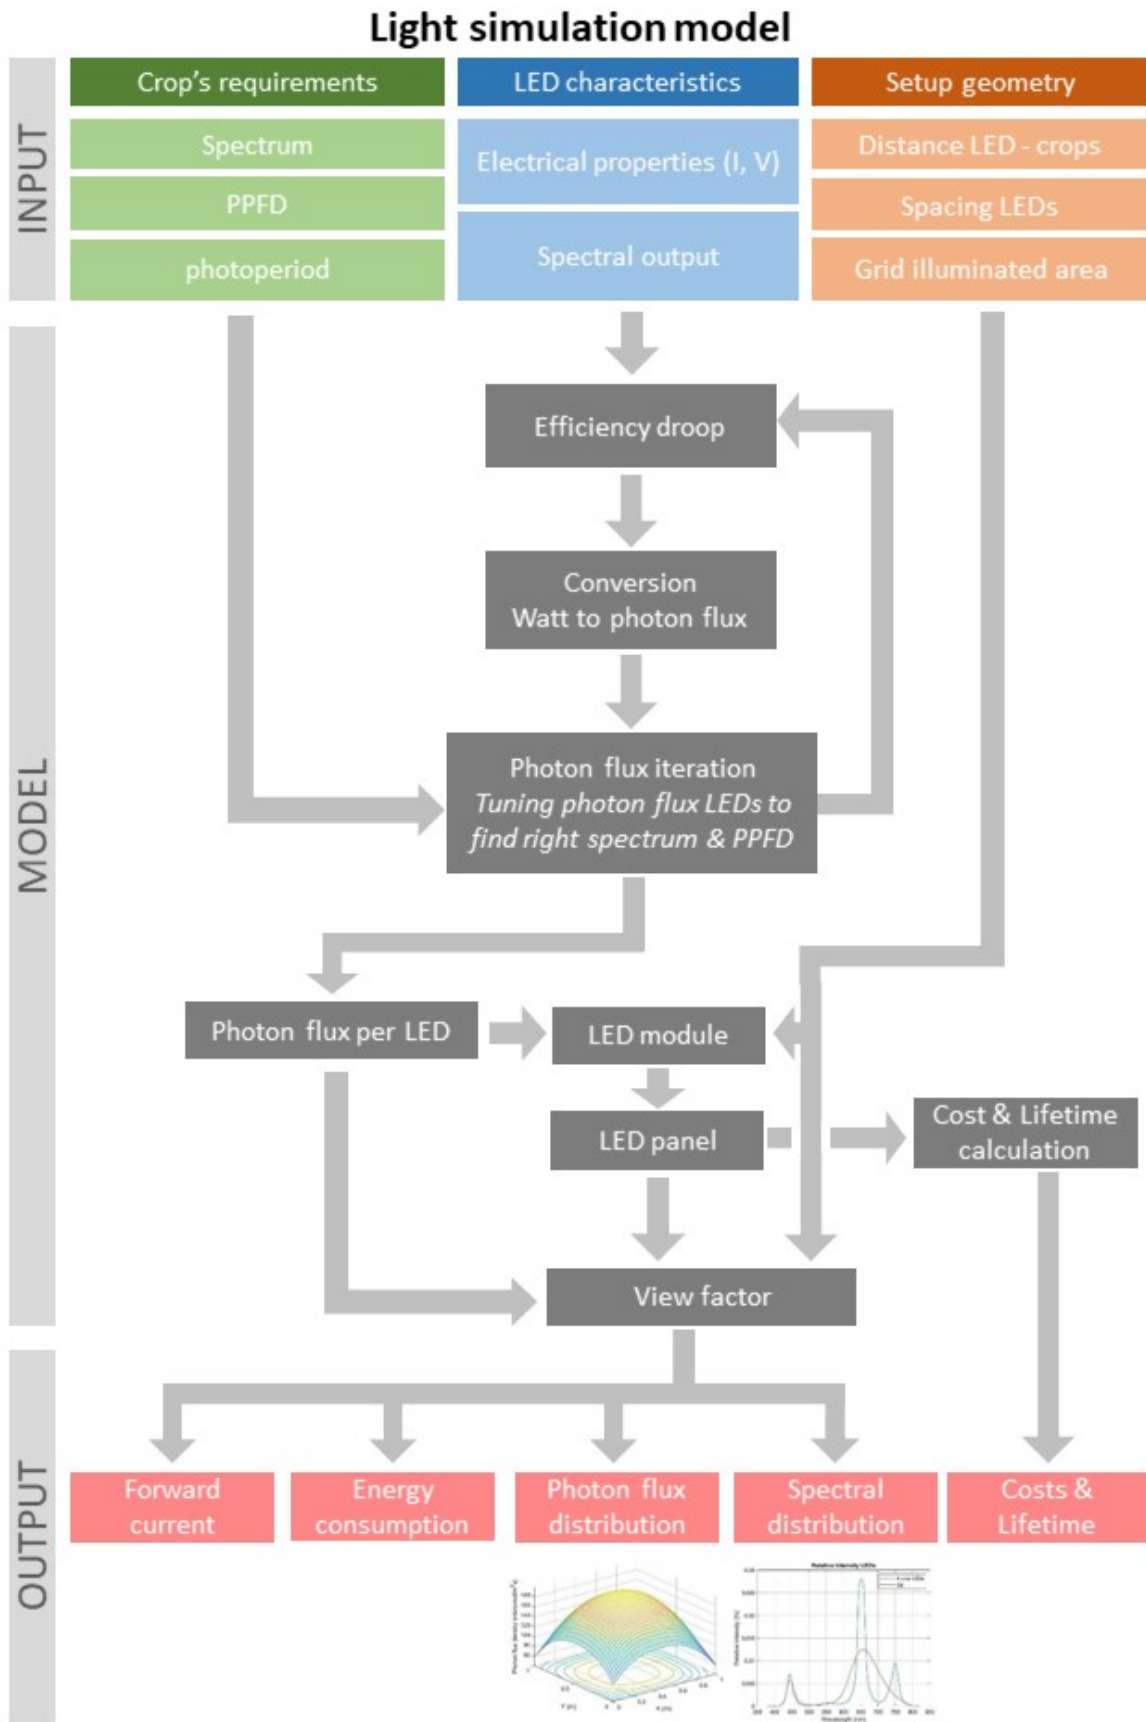 Light simulation model
INPUT
Crop's requirements
LED characteristics
Setup geometry
Spectrum
PPFD
photoperiod
Electrical properties (I, V)
Spectral output
Distance LED - crops
Spacing LEDs
Grid illuminated area
MODEL
Efficiency droop
Conversion
Watt to photon flux
Photon flux iteration
Tuning photon flux LEDs to
find right spectrum & PPFD
Photon flux per LED
LED module
LED panel
Cost & Lifetime
calculation
View factor
OUTPUT
Forward
current
Energy
consumption
Photon flux
distribution
Spectral
distribution
Costs &
Lifetime
Relative intensity LEDs